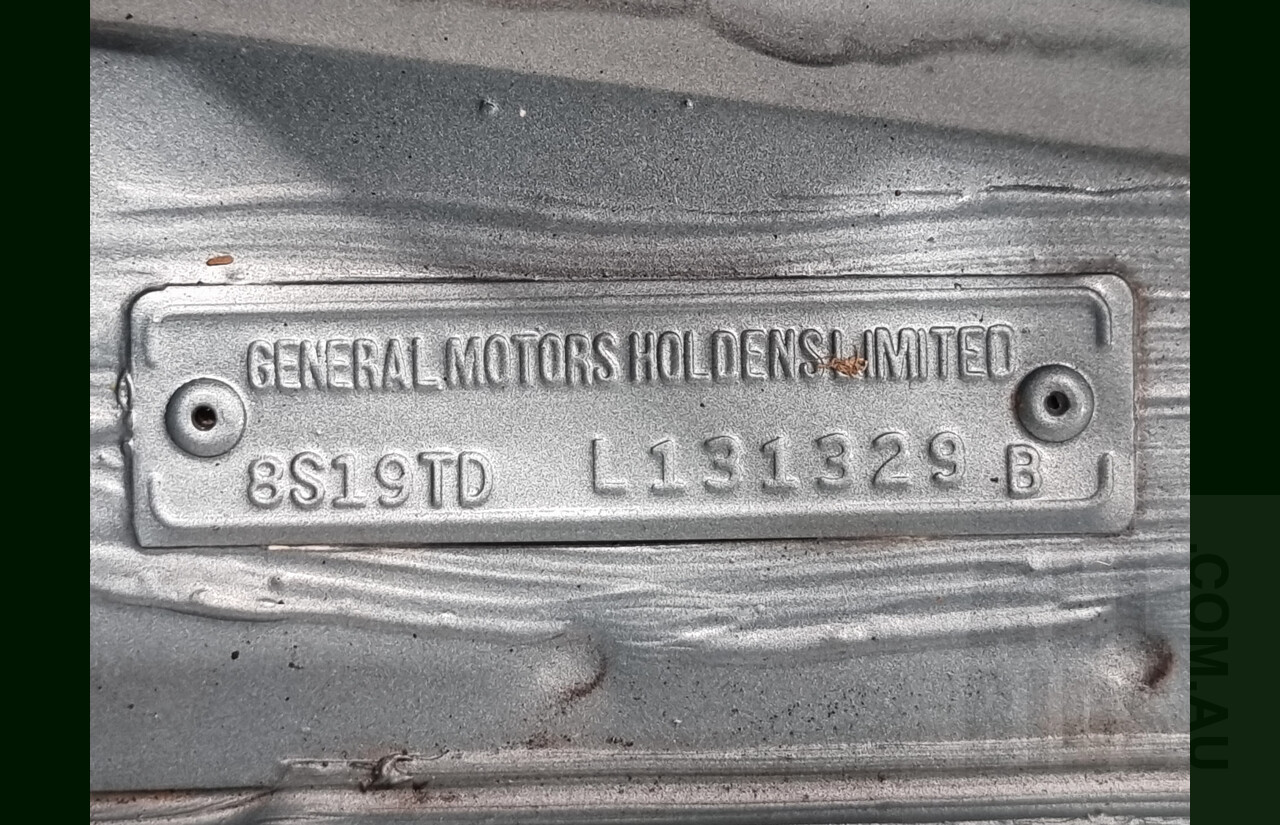 GENERAL MOTORS HOLDENS LIMITED
8S19TD L131329 B
.COM.AU